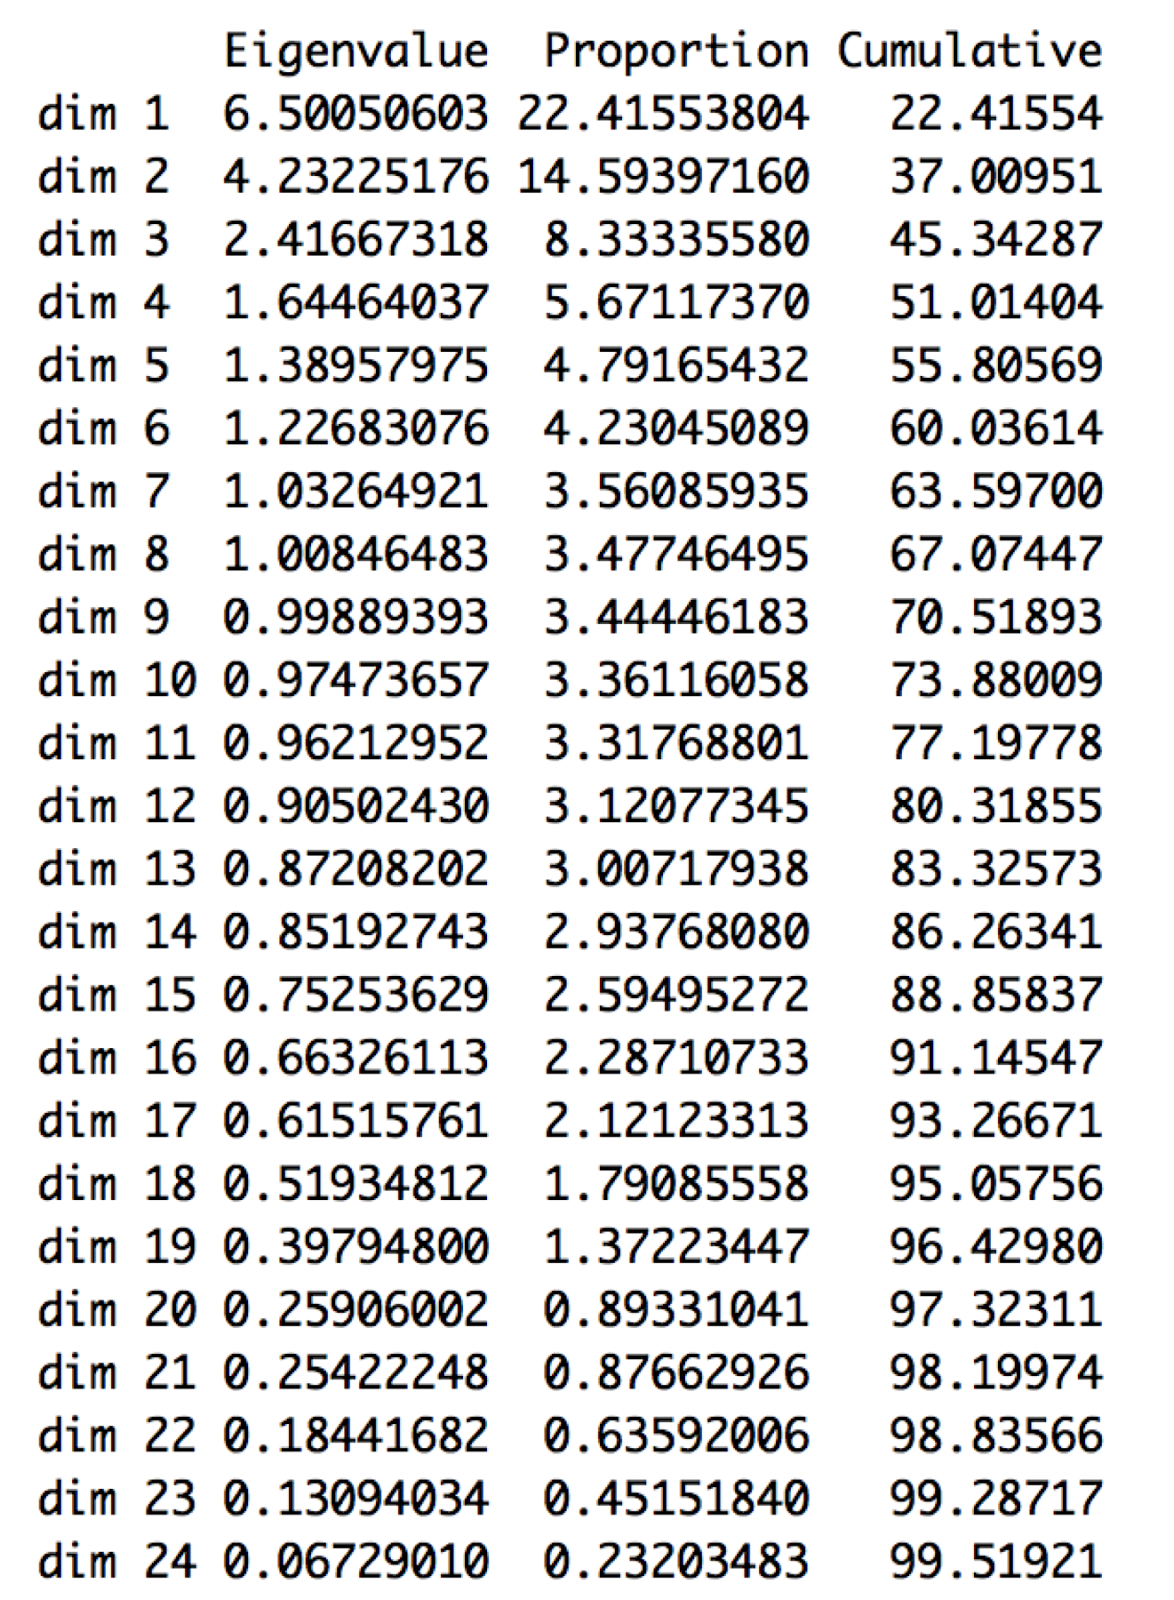 Eigenvalue Proportion Cumulative
dim 1 6.50050603 22.41553804 22.41554
dim 2 4.23225176 14.59397160 37.00951
dim 3 2.41667318 8.33335580 45.34287
dim 4 1.64464037 5.67117370 51.01404
dim 5 1.38957975 4.79165432 55.80569
dim 6 1.22683076 4.23045089 60.03614
dim 7 1.03264921 3.56085935 63.59700
dim 8 1.00846483 3.47746495 67.07447
dim 9 0.99889393 3.44446183 70.51893
dim 10 0.97473657 3.36116058 73.88009
dim 11 0.96212952 3.31768801 77.19778
dim 12 0.90502430 3.12077345 80.31855
dim 13 0.87208202 3.00717938 83.32573
dim 14 0.85192743 2.93768080 86.26341
dim 15 0.75253629 2.59495272 88.85837
dim 16 0.66326113 2.28710733 91.14547
dim 17 0.61515761 2.12123313 93.26671
dim 18 0.51934812 1.79085558 95.05756
dim 19 0.39794800 1.37223447 96.42980
dim 20 0.25906002 0.89331041 97.32311
dim 21 0.25422248 0.87662926 98.19974
dim 22 0.18441682 0.63592006 98.83566
dim 23 0.13094034 0.45151840 99.28717
dim 24 0.06729010 0.23203483 99.51921